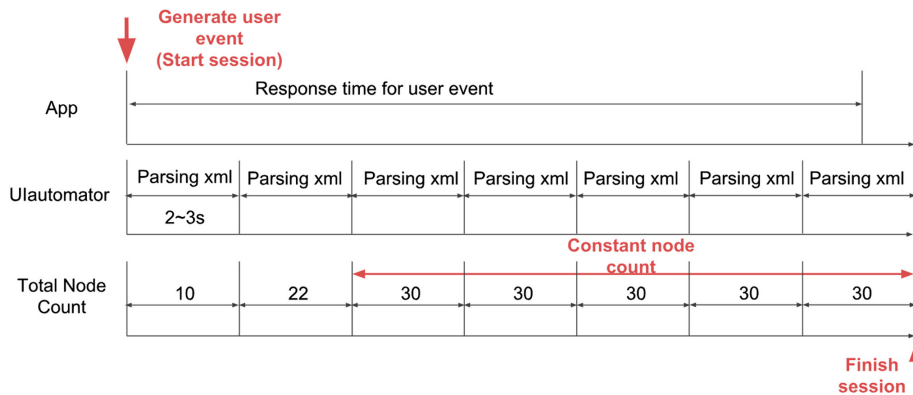 Generate user
event
(Start session)
App
Response time for user event
UIautomator
Parsing xml
Parsing xml
Parsing xml
Parsing xml
Parsing xml
Parsing xml
Parsing xml
2~3s
Constant node
count
Total Node
Count
10
22
30
30
30
30
30
Finish
session